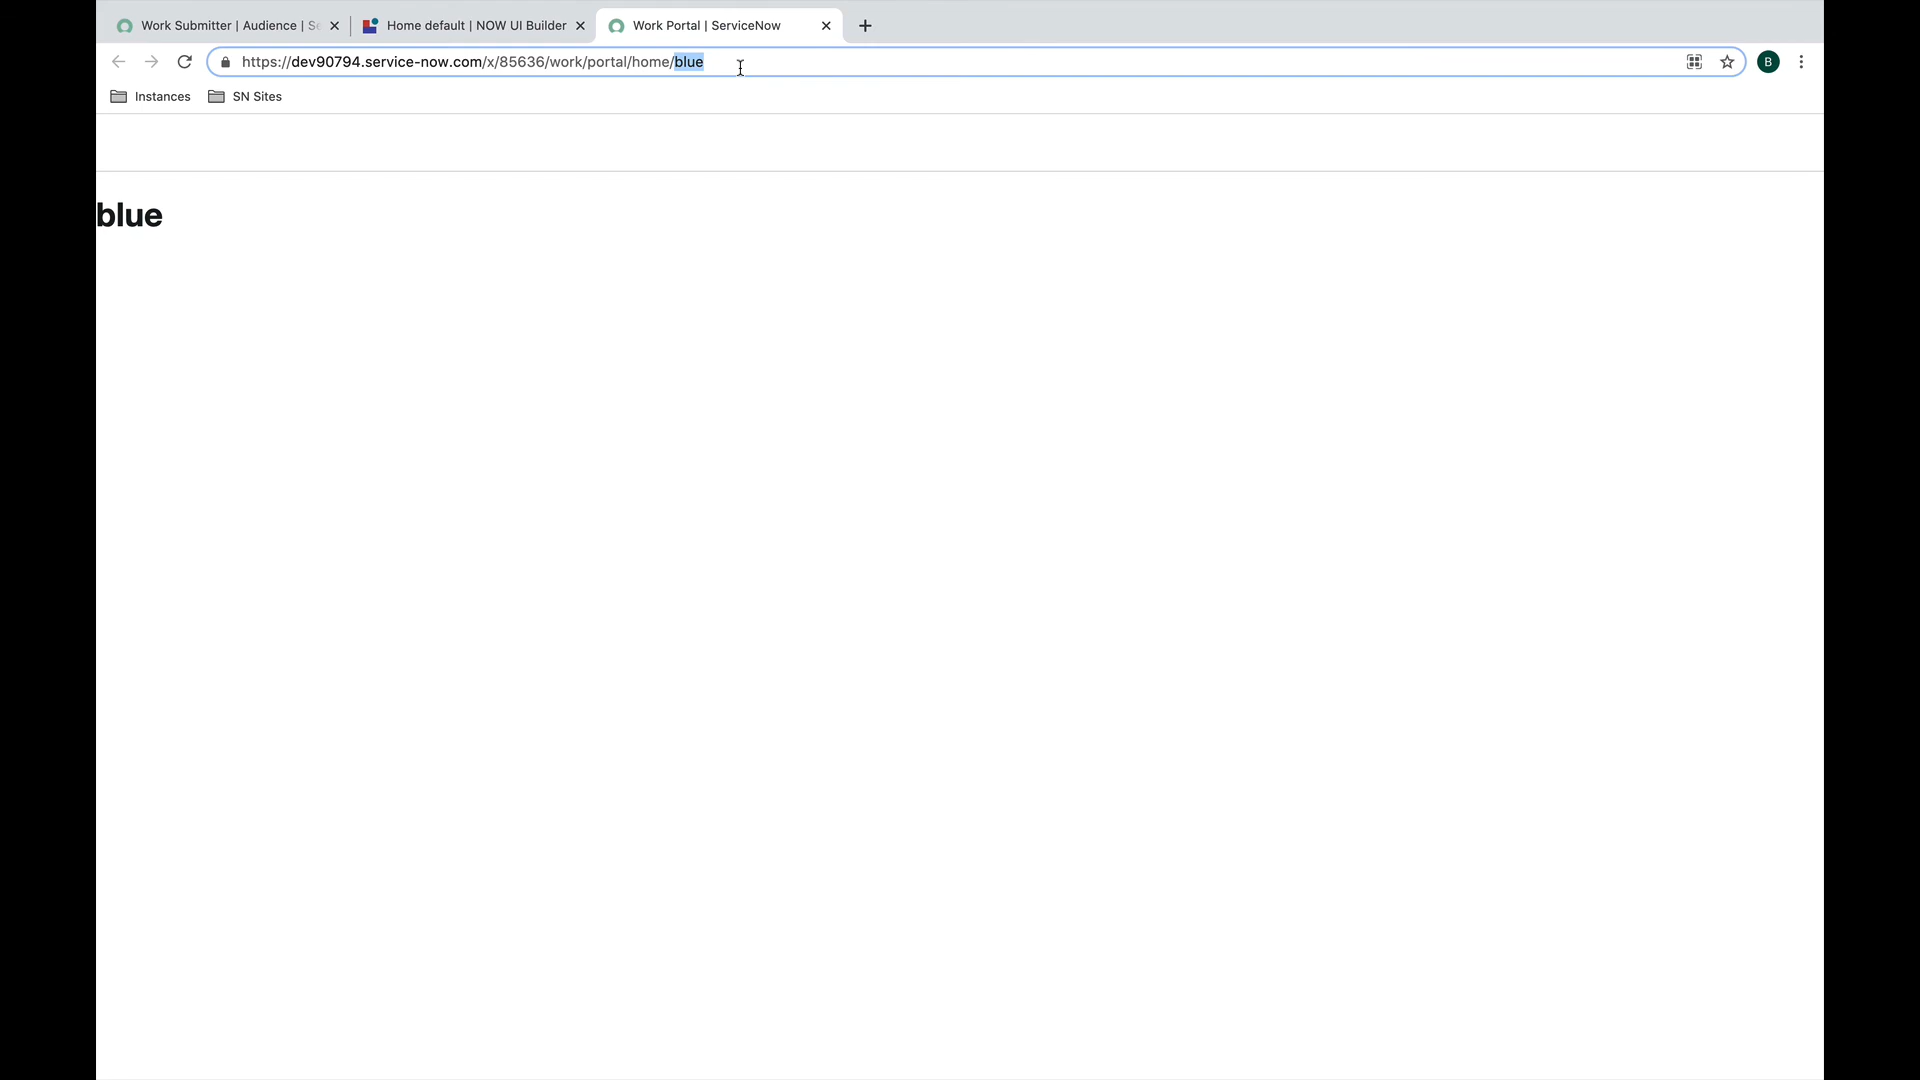 Work Submitter | Audience | S
Home default | NOW UI Builder
Work Portal | ServiceNow
https://dev90794.service-now.com/x/85636/work/portal/home/blue
B
Instances
SN Sites
blue